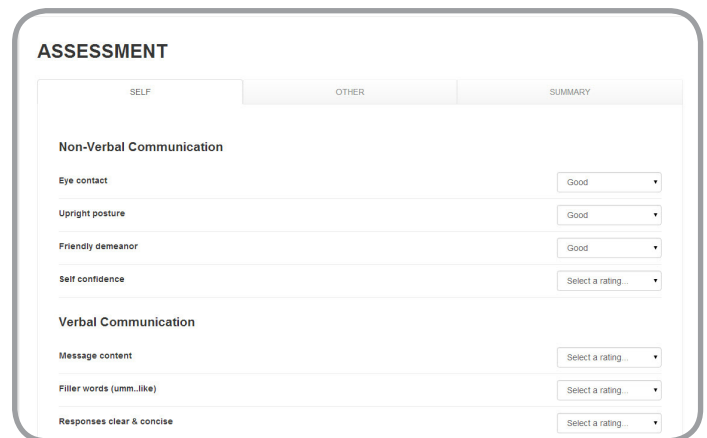 ASSESSMENT
SELF OTHER SUMMARY
Non-Verbal Communication
Eye contact Good
Upright posture Good
Friendly demeanor Good
Self confidence Select a rating...
Verbal Communication
Message content Select a rating...
Filler words (umm..like) Select a rating...
Responses clear & concise Select a rating...